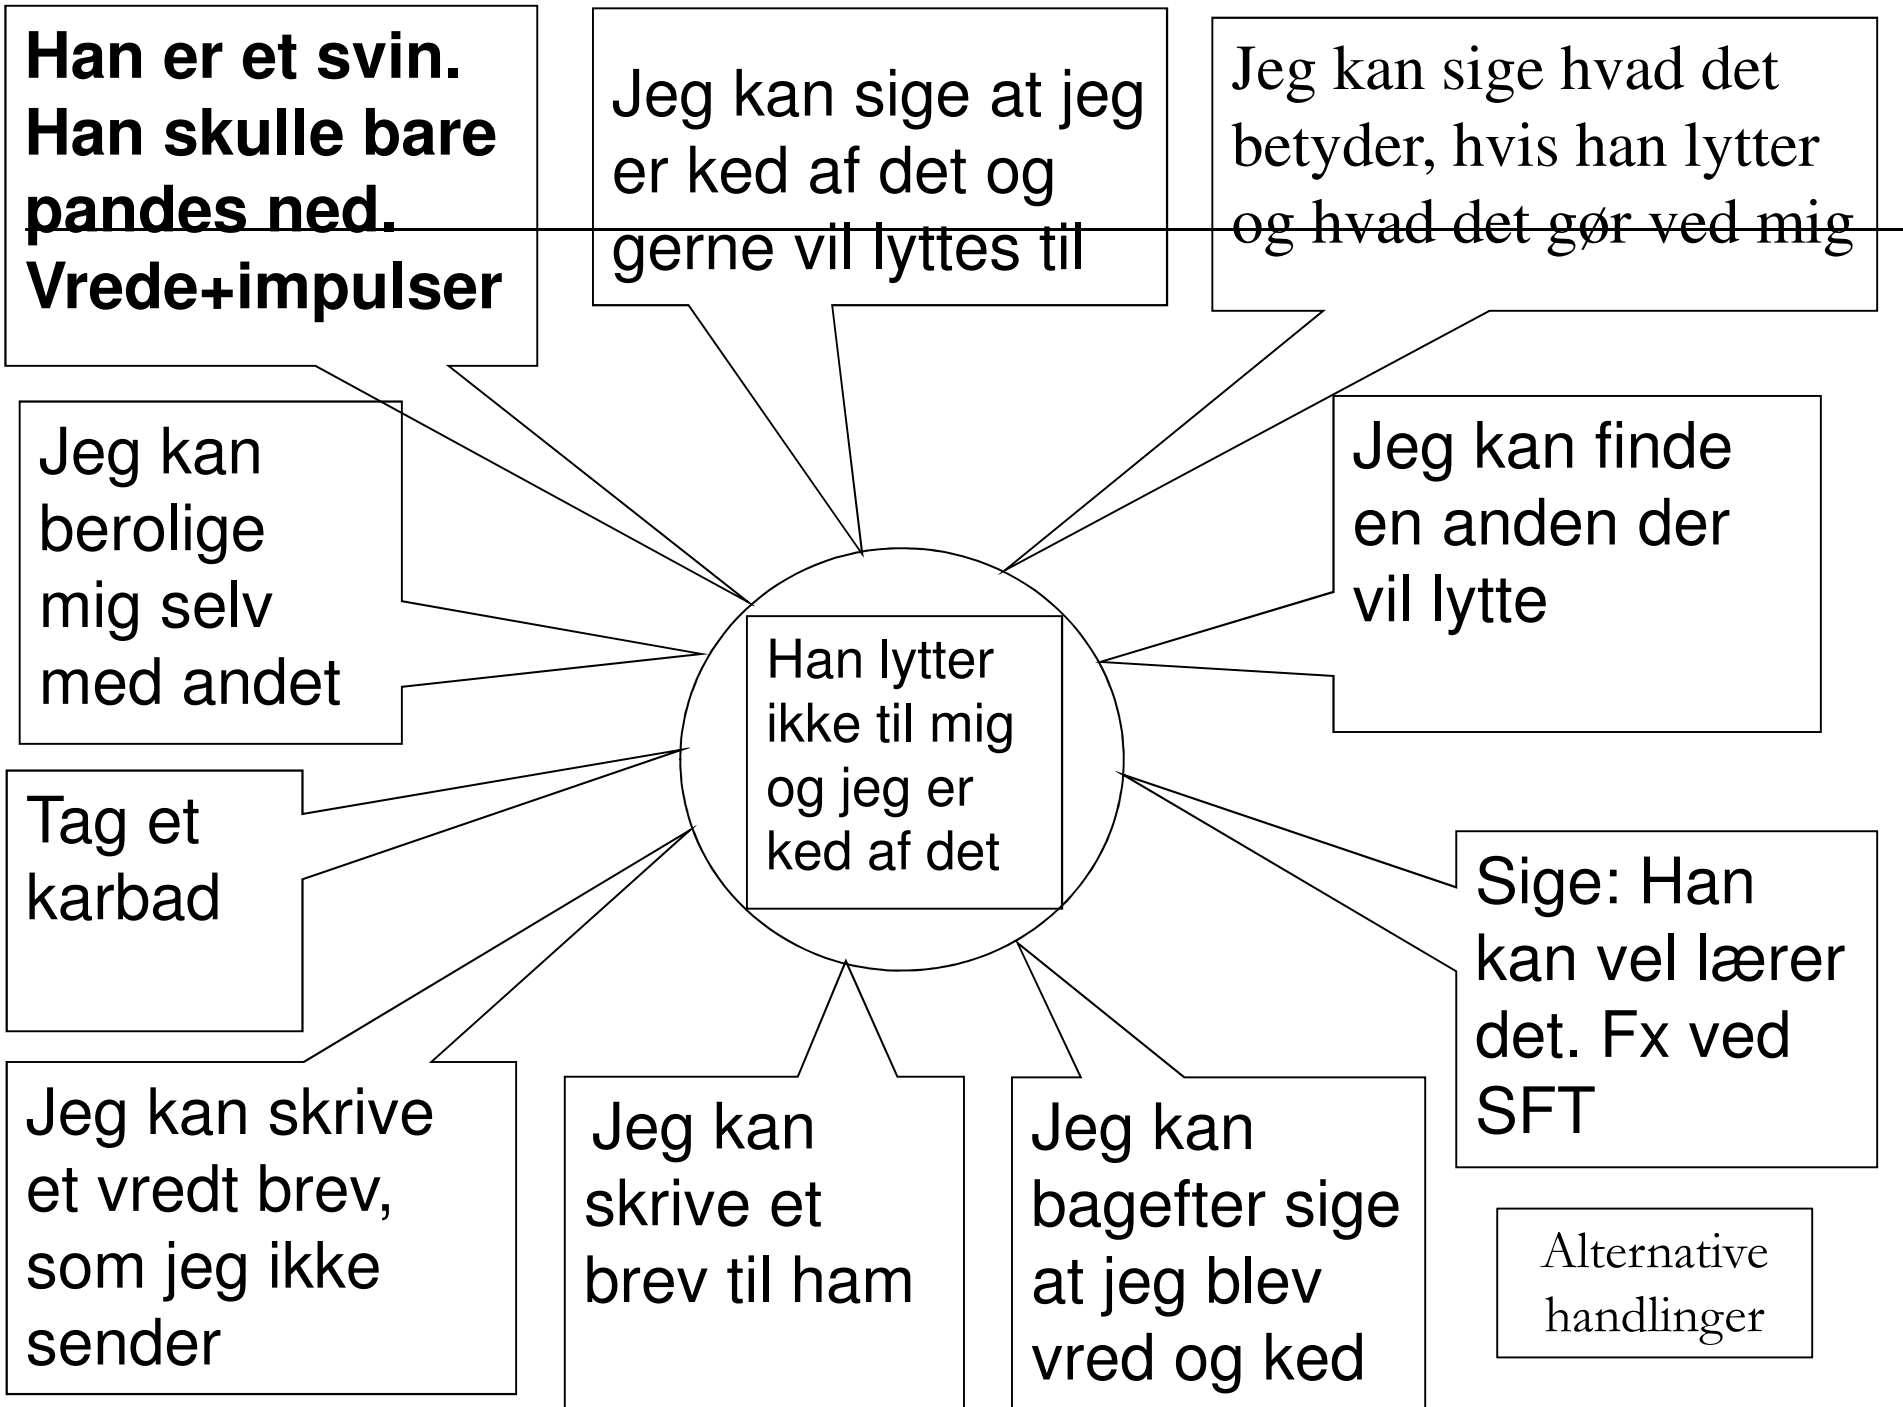 Han er et svin.
Han skulle bare
pandes ned.
Vrede+impulser
Jeg kan sige at jeg
er ked af det og
gerne vil lyttes til
Jeg kan sige hvad det
betyder, hvis han lytter
og hvad det gør ved mig
Jeg kan
berolige
mig selv
med andet
Jeg kan finde
en anden der
vil lytte
Han lytter
ikke til mig
og jeg er
ked af det
Tag et
karbad
Sige: Han
kan vel lærer
det. Fx ved
SFT
Jeg kan skrive
et vredt brev,
som jeg ikke
sender
Jeg kan
skrive et
brev til ham
Jeg kan
bagefter sige
at jeg blev
vred og ked
Alternative
handlinger